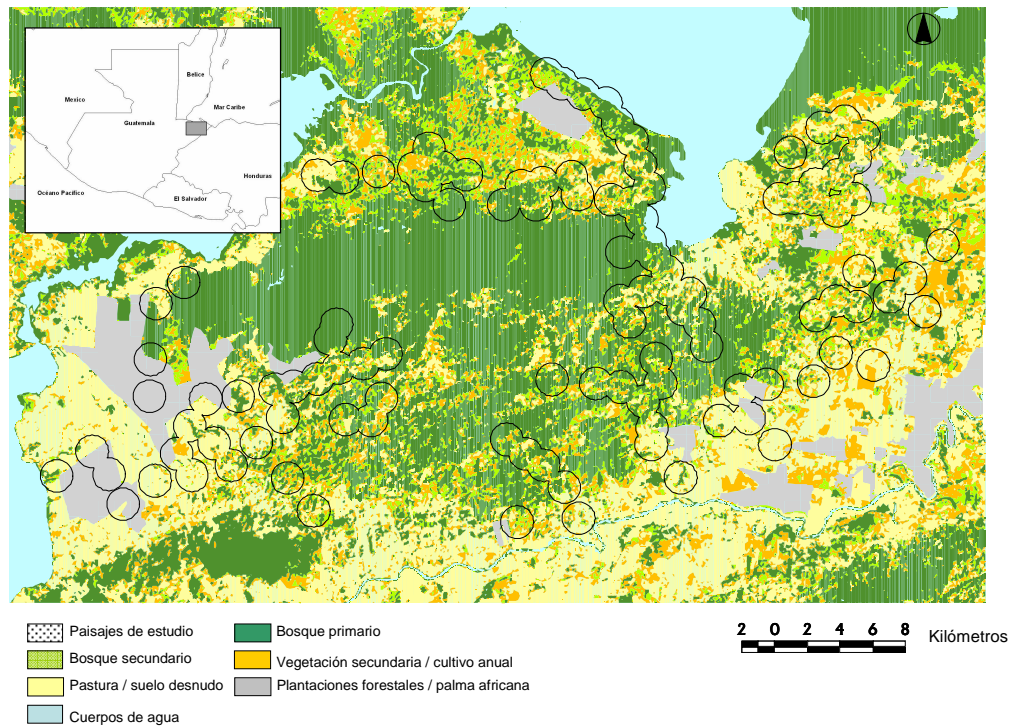 Belice
Mexico
Mar Caribe
Guatemala
Honduras
Océano Pacífico
El Salvador
Paisajes de estudio
Bosque primario
Bosque secundario
Vegetación secundaria / cultivo anual
Pastura / suelo desnudo
Plantaciones forestales / palma africana
Cuerpos de agua
2 0 2 4 6 8 Kilómetros